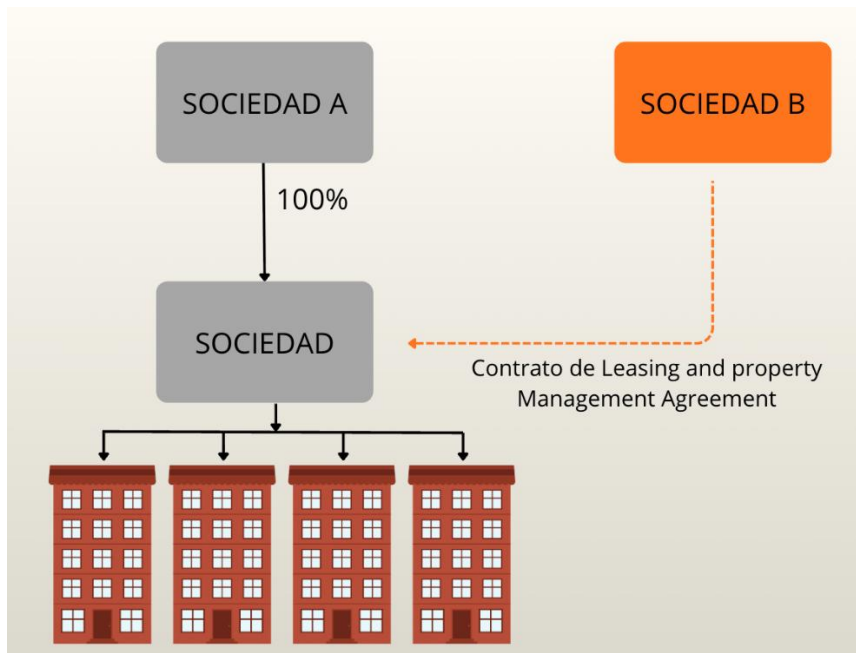 SOCIEDAD A
SOCIEDAD B
100%
SOCIEDAD
Contrato de Leasing and property
Management Agreement